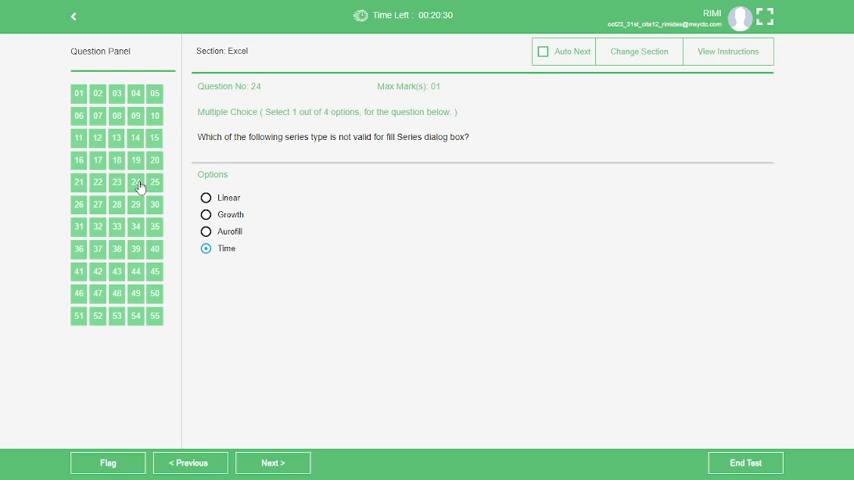 Time Left : 00:20:30
RIMI
oct23_31st_cita12_rimidas@msyctc.com
Question Panel
Section: Excel
Auto Next
Change Section
View Instructions
01 02 03 04 05
06 07 08 09 10
11 12 13 14 15
16 17 18 19 20
21 22 23 24 25
26 27 28 29 30
31 32 33 34 35
36 37 38 39 40
41 42 43 44 45
46 47 48 49 50
51 52 53 54 55
Question No: 24
Max Mark(s): 01
Multiple Choice ( Select 1 out of 4 options, for the question below. )
Which of the following series type is not valid for fill Series dialog box?
Options
Linear
Growth
Aurofill
Time
Flag
< Previous
Next >
End Test